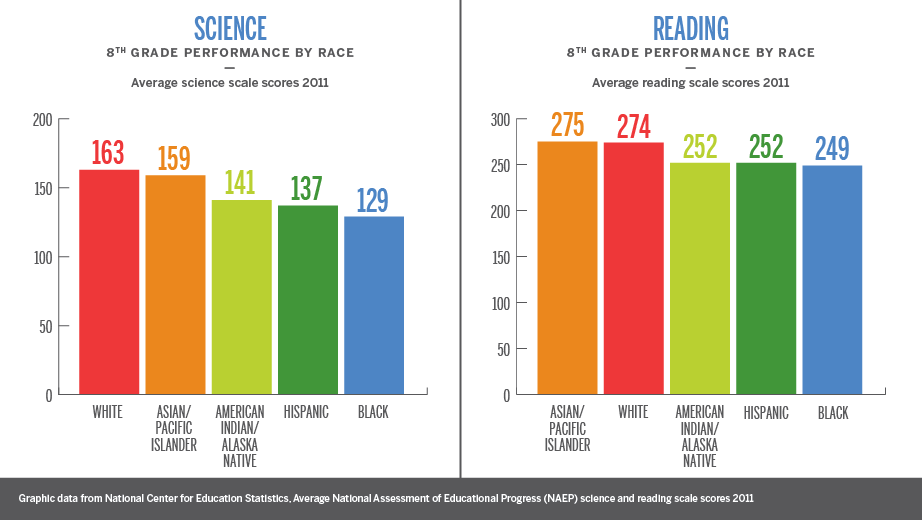 SCIENCE
8TH GRADE PERFORMANCE BY RACE
Average science scale scores 2011
200
150
100
50
0
163
159
141
137
129
WHITE
ASIAN/
PACIFIC
ISLANDER
AMERICAN
INDIAN/
ALASKA
NATIVE
HISPANIC
BLACK
READING
8TH GRADE PERFORMANCE BY RACE
Average reading scale scores 2011
300
250
200
150
100
50
0
275
274
252
252
249
ASIAN/
PACIFIC
ISLANDER
WHITE
AMERICAN
INDIAN/
ALASKA
NATIVE
HISPANIC
BLACK
Graphic data from National Center for Education Statistics, Average National Assessment of Educational Progress (NAEP) science and reading scale scores 2011